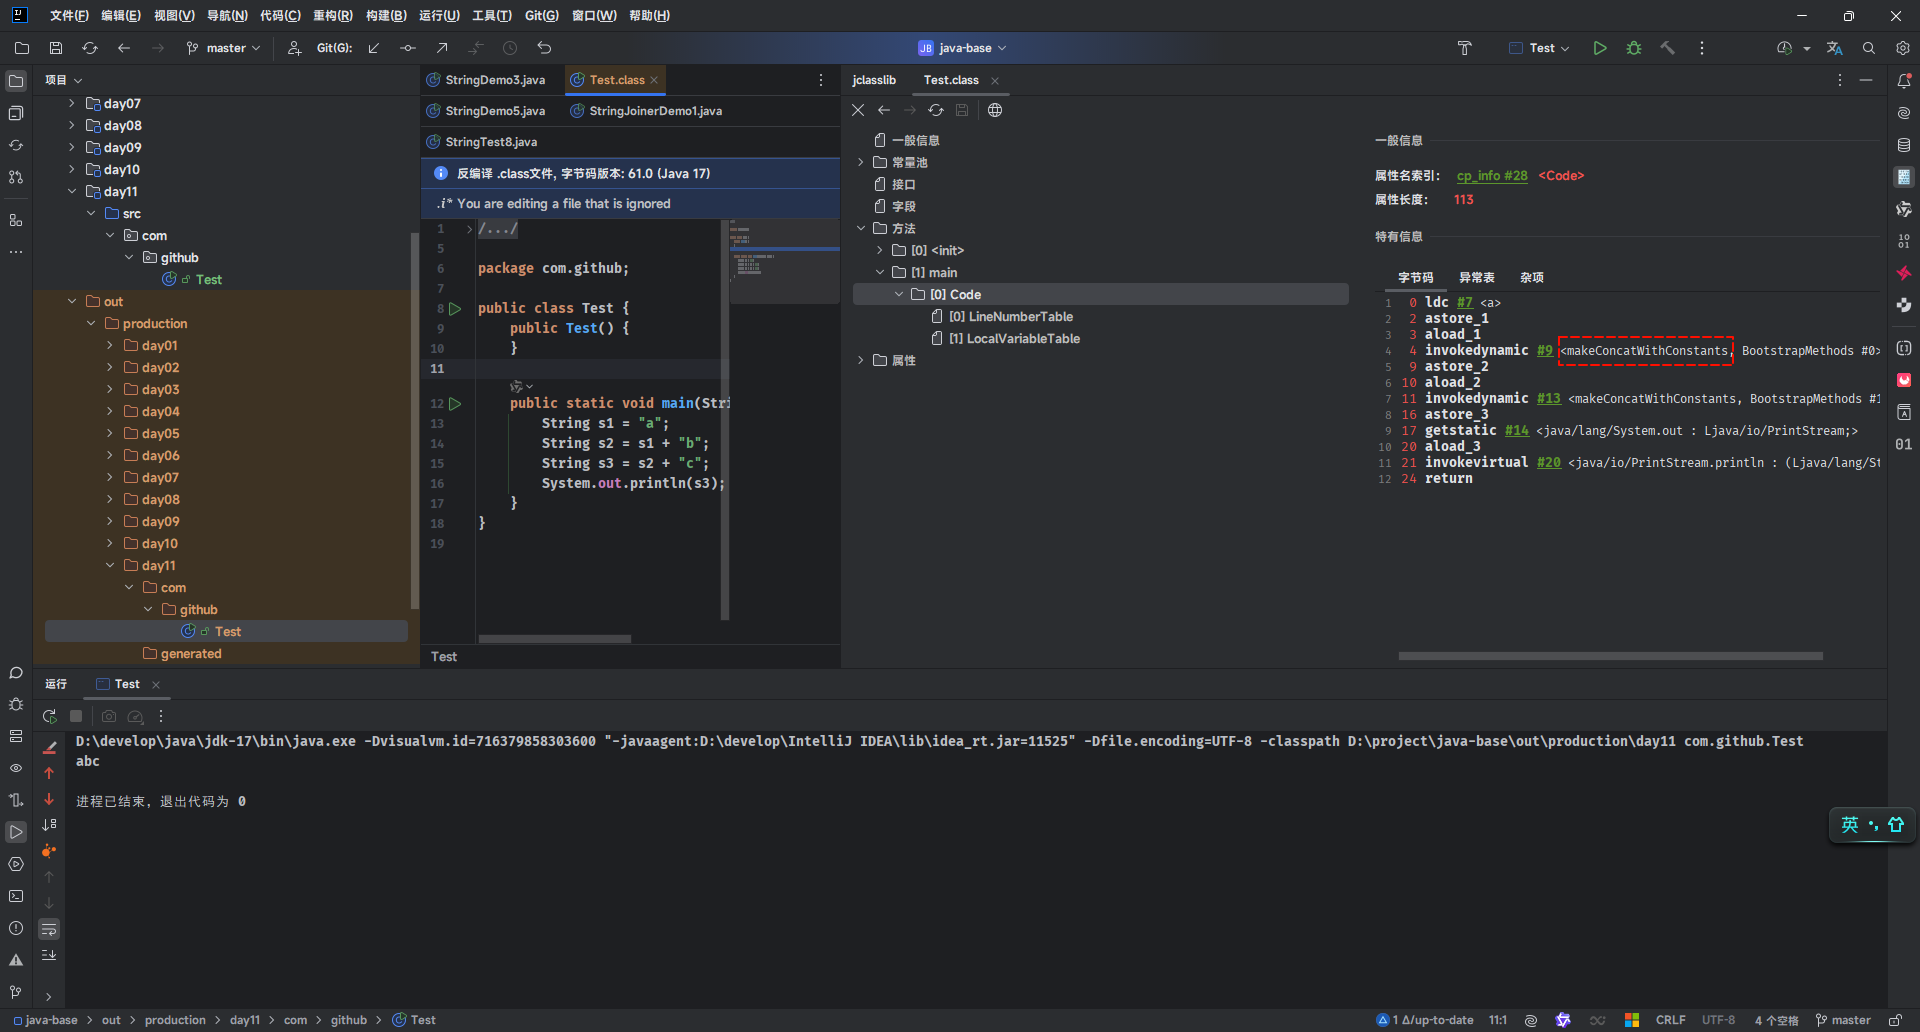 文件(F) 编辑(E) 视图(V) 导航(N) 代码(C) 重构(R) 构建(B) 运行(U) 工具(T) Git(G) 窗口(W) 帮助(H)
master Git(G): JB java-base Test
项目
day07
day08
day09
day10
day11
src
com
github
Test
out
production
day01
day02
day03
day04
day05
day06
day07
day08
day09
day10
day11
com
github
Test
generated
StringDemo3.java Test.class
StringDemo5.java StringJoinerDemo1.java
StringTest8.java
反编译 .class文件, 字节码版本: 61.0 (Java 17)
.i* You are editing a file that is ignored
1 /.../
5
6 package com.github;
7
8 public class Test {
9 public Test() {
10 }
11
12 public static void main(Stri
13 String s1 = "a";
14 String s2 = s1 + "b";
15 String s3 = s2 + "c";
16 System.out.println(s3);
17 }
18 }
19
Test
jclasslib Test.class
一般信息
常量池
接口
字段
方法
[0] <init>
[1] main
[0] Code
[0] LineNumberTable
[1] LocalVariableTable
属性
一般信息
属性名索引: cp_info #28 <Code>
属性长度: 113
特有信息
字节码 异常表 杂项
1 0 ldc #7 <a>
2 2 astore_1
3 3 aload_1
4 4 invokedynamic #9 <makeConcatWithConstants, BootstrapMethods #0>
5 9 astore_2
6 10 aload_2
7 11 invokedynamic #13 <makeConcatWithConstants, BootstrapMethods #1
8 16 astore_3
9 17 getstatic #14 <java/lang/System.out : Ljava/io/PrintStream;>
10 20 aload_3
11 21 invokevirtual #20 <java/io/PrintStream.println : (Ljava/lang/St
12 24 return
运行 Test
D:\develop\java\jdk-17\bin\java.exe -Dvisualvm.id=716379858303600 "-javaagent:D:\develop\IntelliJ IDEA\lib\idea_rt.jar=11525" -Dfile.encoding=UTF-8 -classpath D:\project\java-base\out\production\day11 com.github.Test
abc
进程已结束，退出代码为 0
英
java-base > out > production > day11 > com > github > Test
1 Δ/up-to-date 11:1 CRLF UTF-8 4 个空格 master